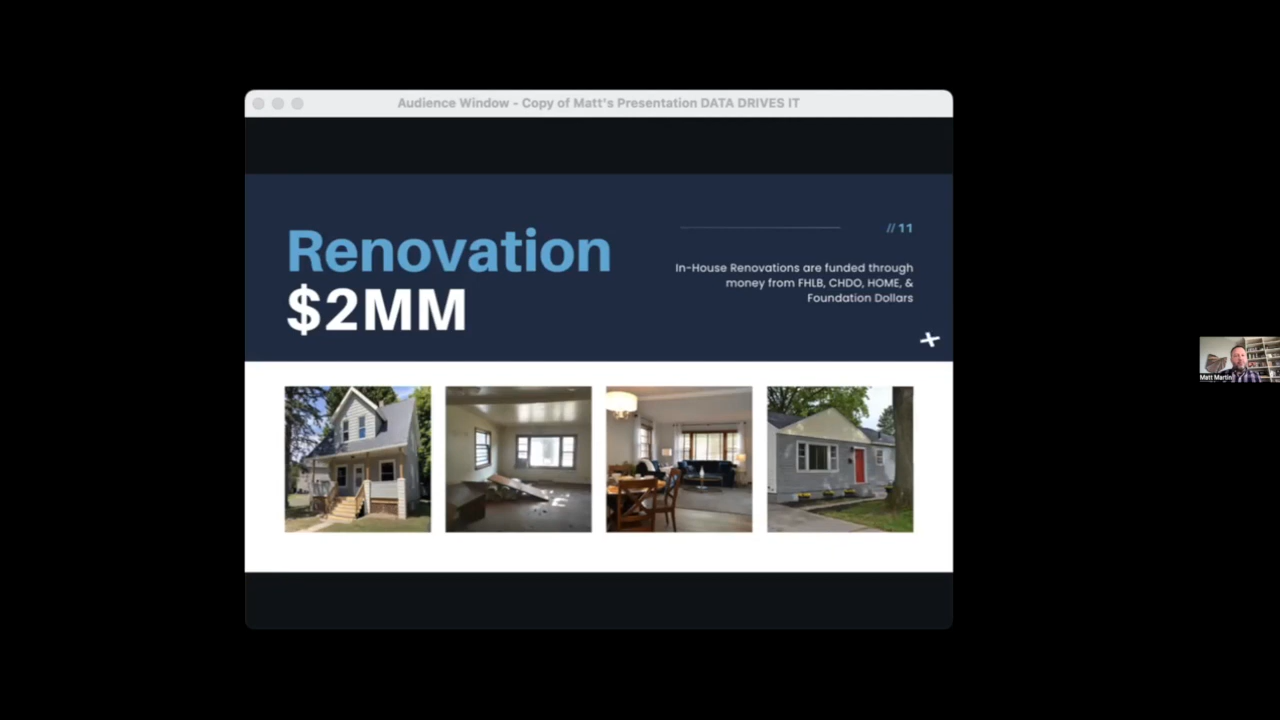 Audience Window - Copy of Matt's Presentation DATA DRIVES IT
Renovation
$2MM
// 11
In-House Renovations are funded through
money from FHLB, CHDO, HOME, &
Foundation Dollars
Matt Martin